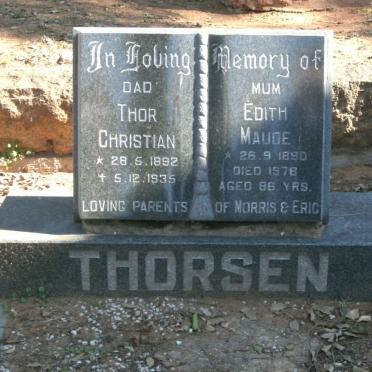 In Loving Memory of
DAD
THOR
CHRISTIAN
* 28.5.1892
✝ 5.12.1935
MUM
EDITH
MAUDE
* 26.9.1890
DIED 1976
AGED 86 YRS.
LOVING PARENTS OF MORRIS & ERIC
THORSEN